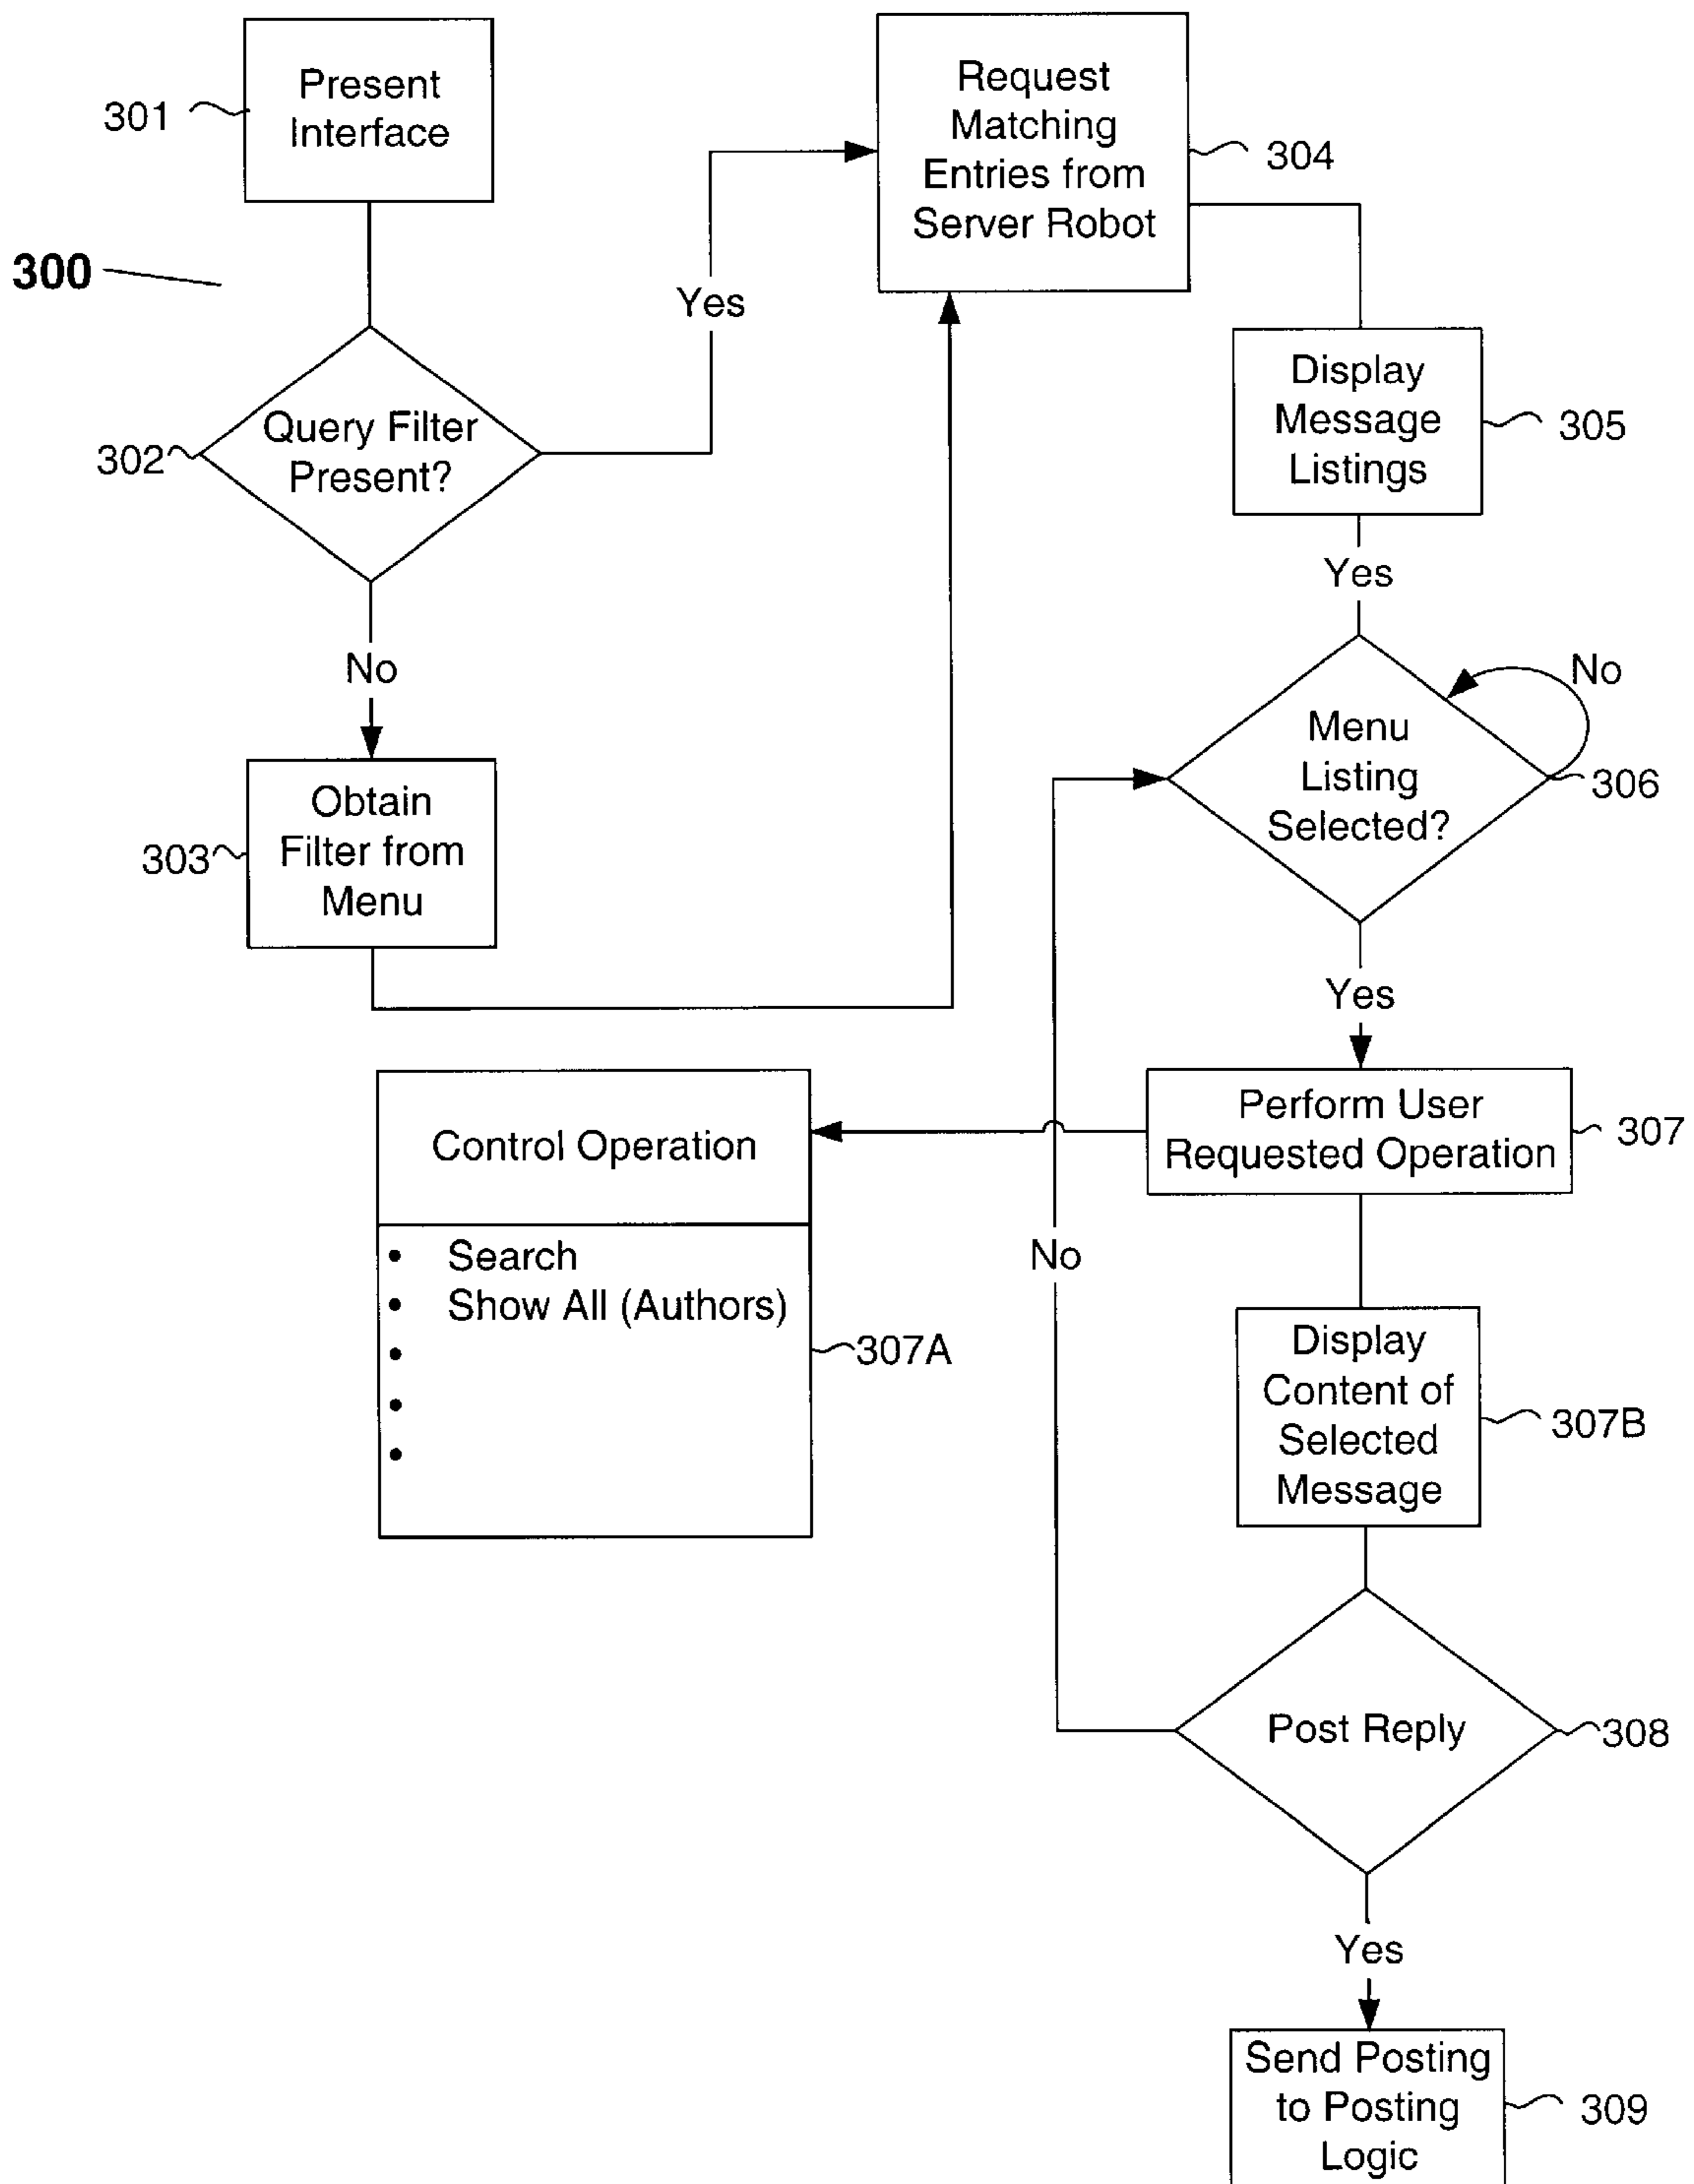 Present
Interface
301
300
Query Filter
Present?
302
Yes
No
Obtain
Filter from
Menu
303
Request
Matching
Entries from
Server Robot
304
Display
Message
Listings
305
Yes
Menu
Listing
Selected?
306
No
Yes
Perform User
Requested Operation
307
Control Operation
• Search
• Show All (Authors)
•
•
•
307A
No
Display
Content of
Selected
Message
307B
Post Reply
308
Yes
Send Posting
to Posting
Logic
309